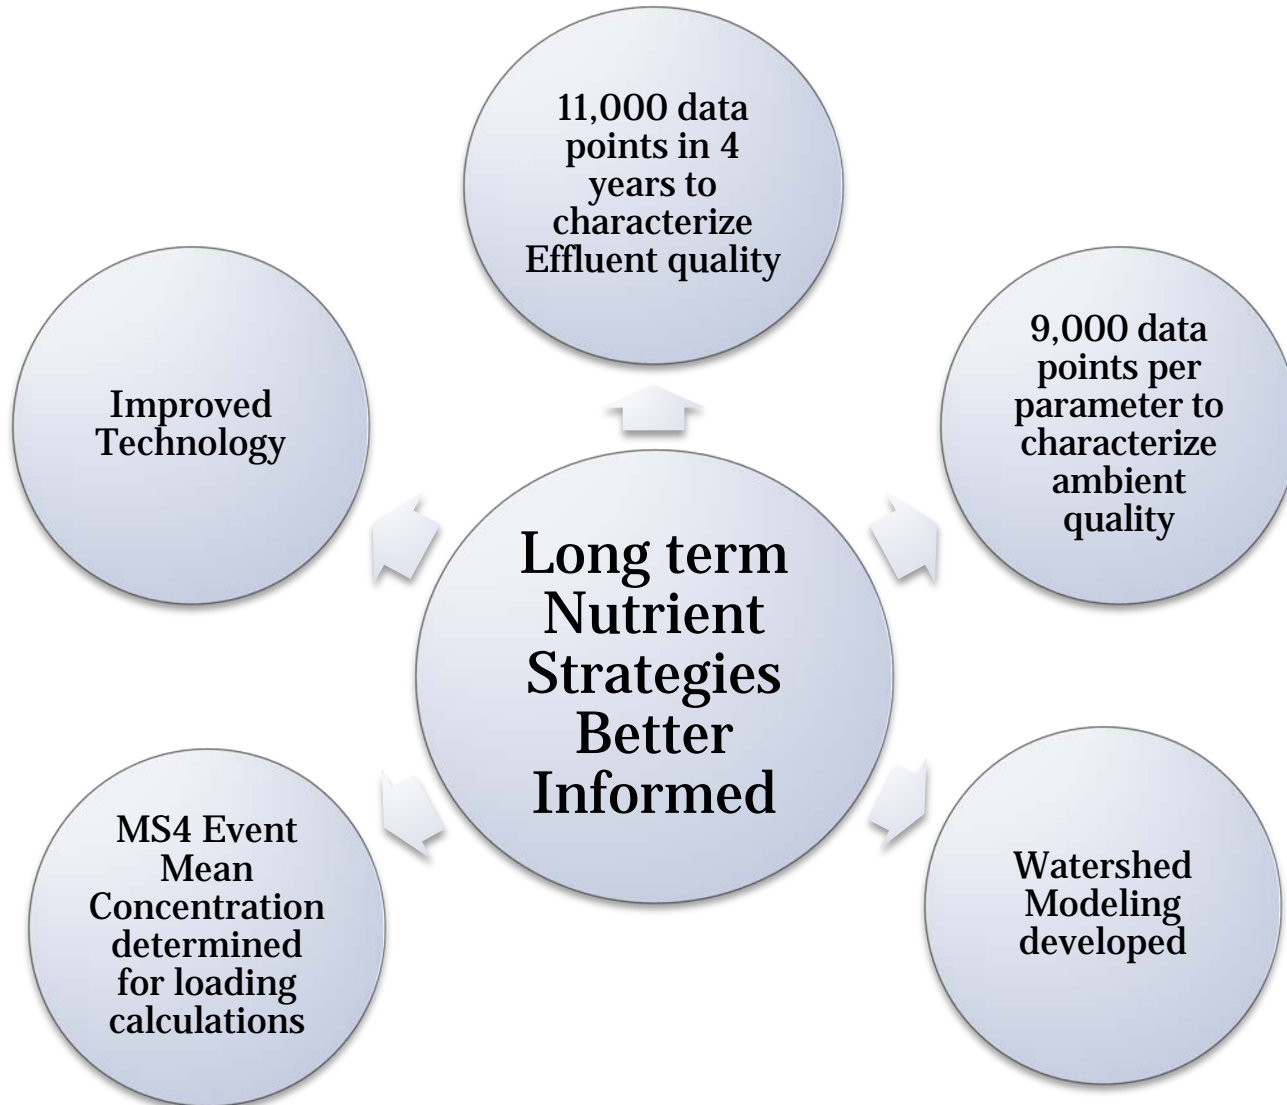 11,000 data
points in 4
years to
characterize
Effluent quality
9,000 data
points per
parameter to
characterize
ambient
quality
Improved
Technology
Long term
Nutrient
Strategies
Better
Informed
MS4 Event
Mean
Concentration
determined
for loading
calculations
Watershed
Modeling
developed